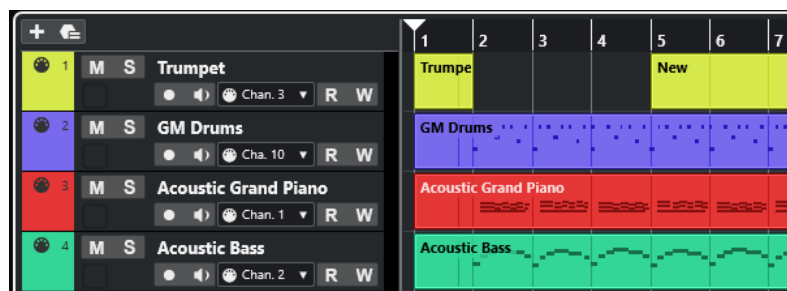 1 2 3 4 5 6 7
1 M S Trumpet
Chan. 3 R W
Trumpe New
2 M S GM Drums
Cha. 10 R W
GM Drums
3 M S Acoustic Grand Piano
Chan. 1 R W
Acoustic Grand Piano
4 M S Acoustic Bass
Chan. 2 R W
Acoustic Bass